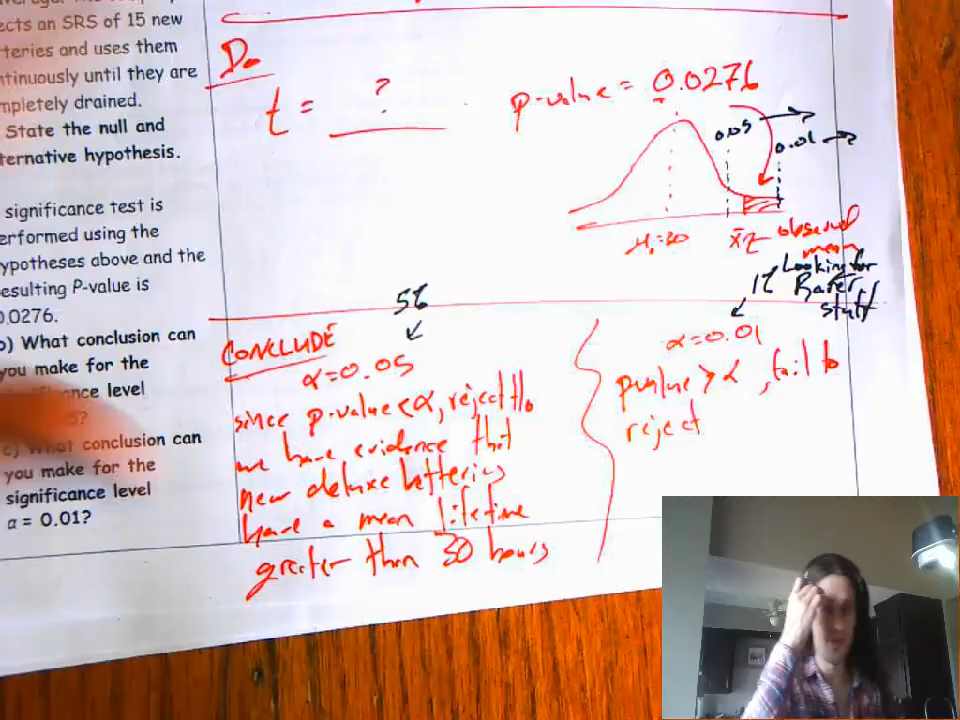 ects an SRS of 15 new
teries and uses them
ntinuously until they are
mpletely drained.
State the null and
ternative hypothesis.
significance test is
erformed using the
ypotheses above and the
esulting P-value is
0.0276.
b) What conclusion can
you make for the
level
c) What conclusion can
you make for the
significance level
α = 0.01?
Do
t = ?
p-value = 0.0276
0.05
0.01
μ₀=30
x̄ observed
mean
Looking for
Rarer
stuff
5%
CONCLUDE
α=0.05
since p-value < α, reject H₀
we have evidence that
new deluxe batteries
have a mean lifetime
greater than 30 hours
1%
α=0.01
pvalue > α, fail to
reject